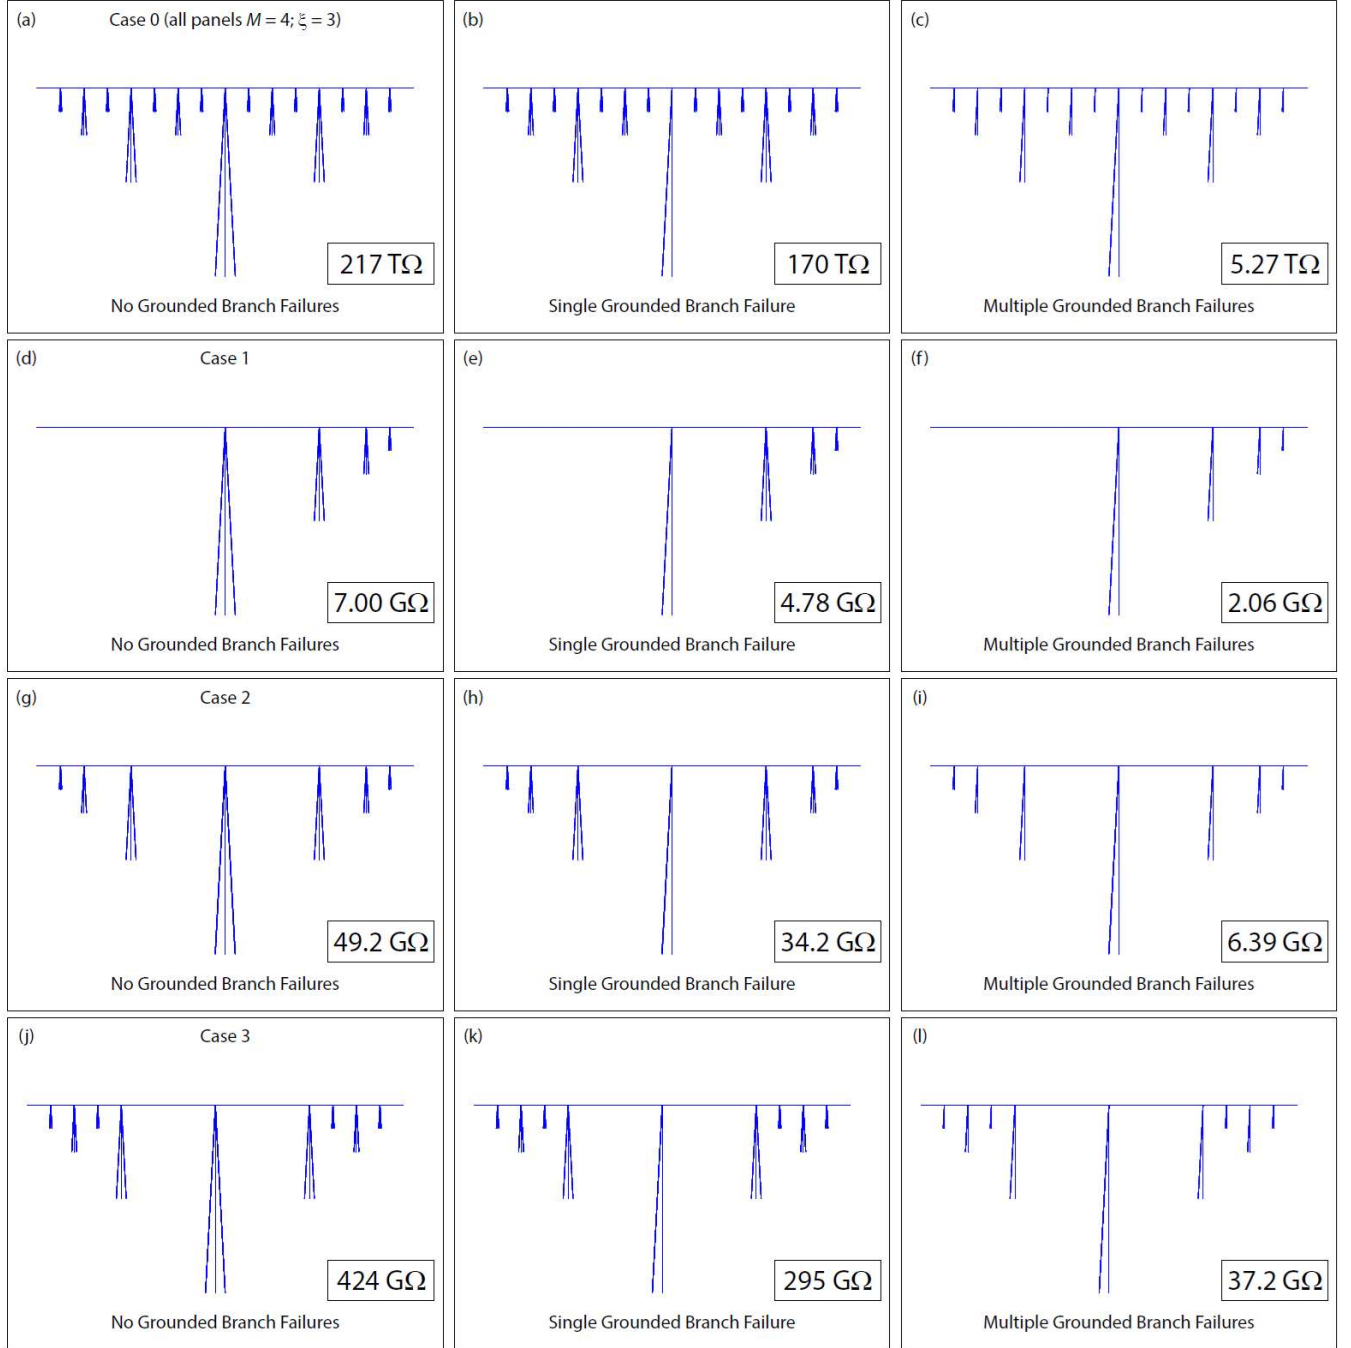 (a) Case 0 (all panels M = 4; ξ = 3)
217 TΩ
No Grounded Branch Failures
(b)
170 TΩ
Single Grounded Branch Failure
(c)
5.27 TΩ
Multiple Grounded Branch Failures
(d) Case 1
7.00 GΩ
No Grounded Branch Failures
(e)
4.78 GΩ
Single Grounded Branch Failure
(f)
2.06 GΩ
Multiple Grounded Branch Failures
(g) Case 2
49.2 GΩ
No Grounded Branch Failures
(h)
34.2 GΩ
Single Grounded Branch Failure
(i)
6.39 GΩ
Multiple Grounded Branch Failures
(j) Case 3
424 GΩ
No Grounded Branch Failures
(k)
295 GΩ
Single Grounded Branch Failure
(l)
37.2 GΩ
Multiple Grounded Branch Failures